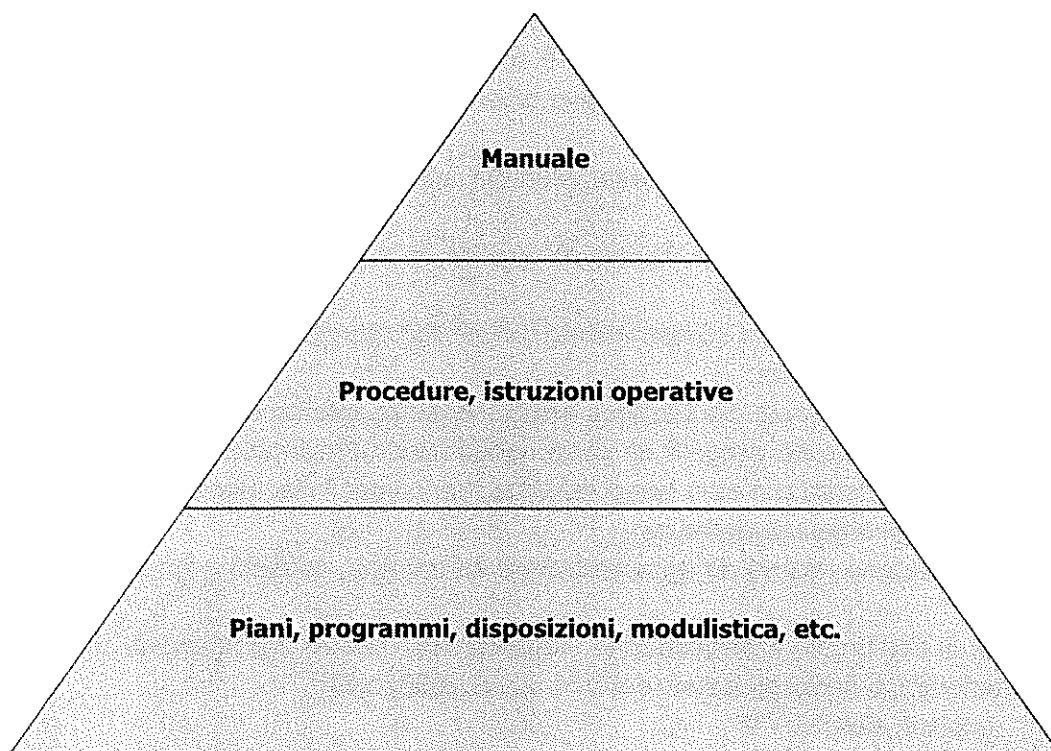 Manuale
Procedure, istruzioni operative
Piani, programmi, disposizioni, modulistica, etc.